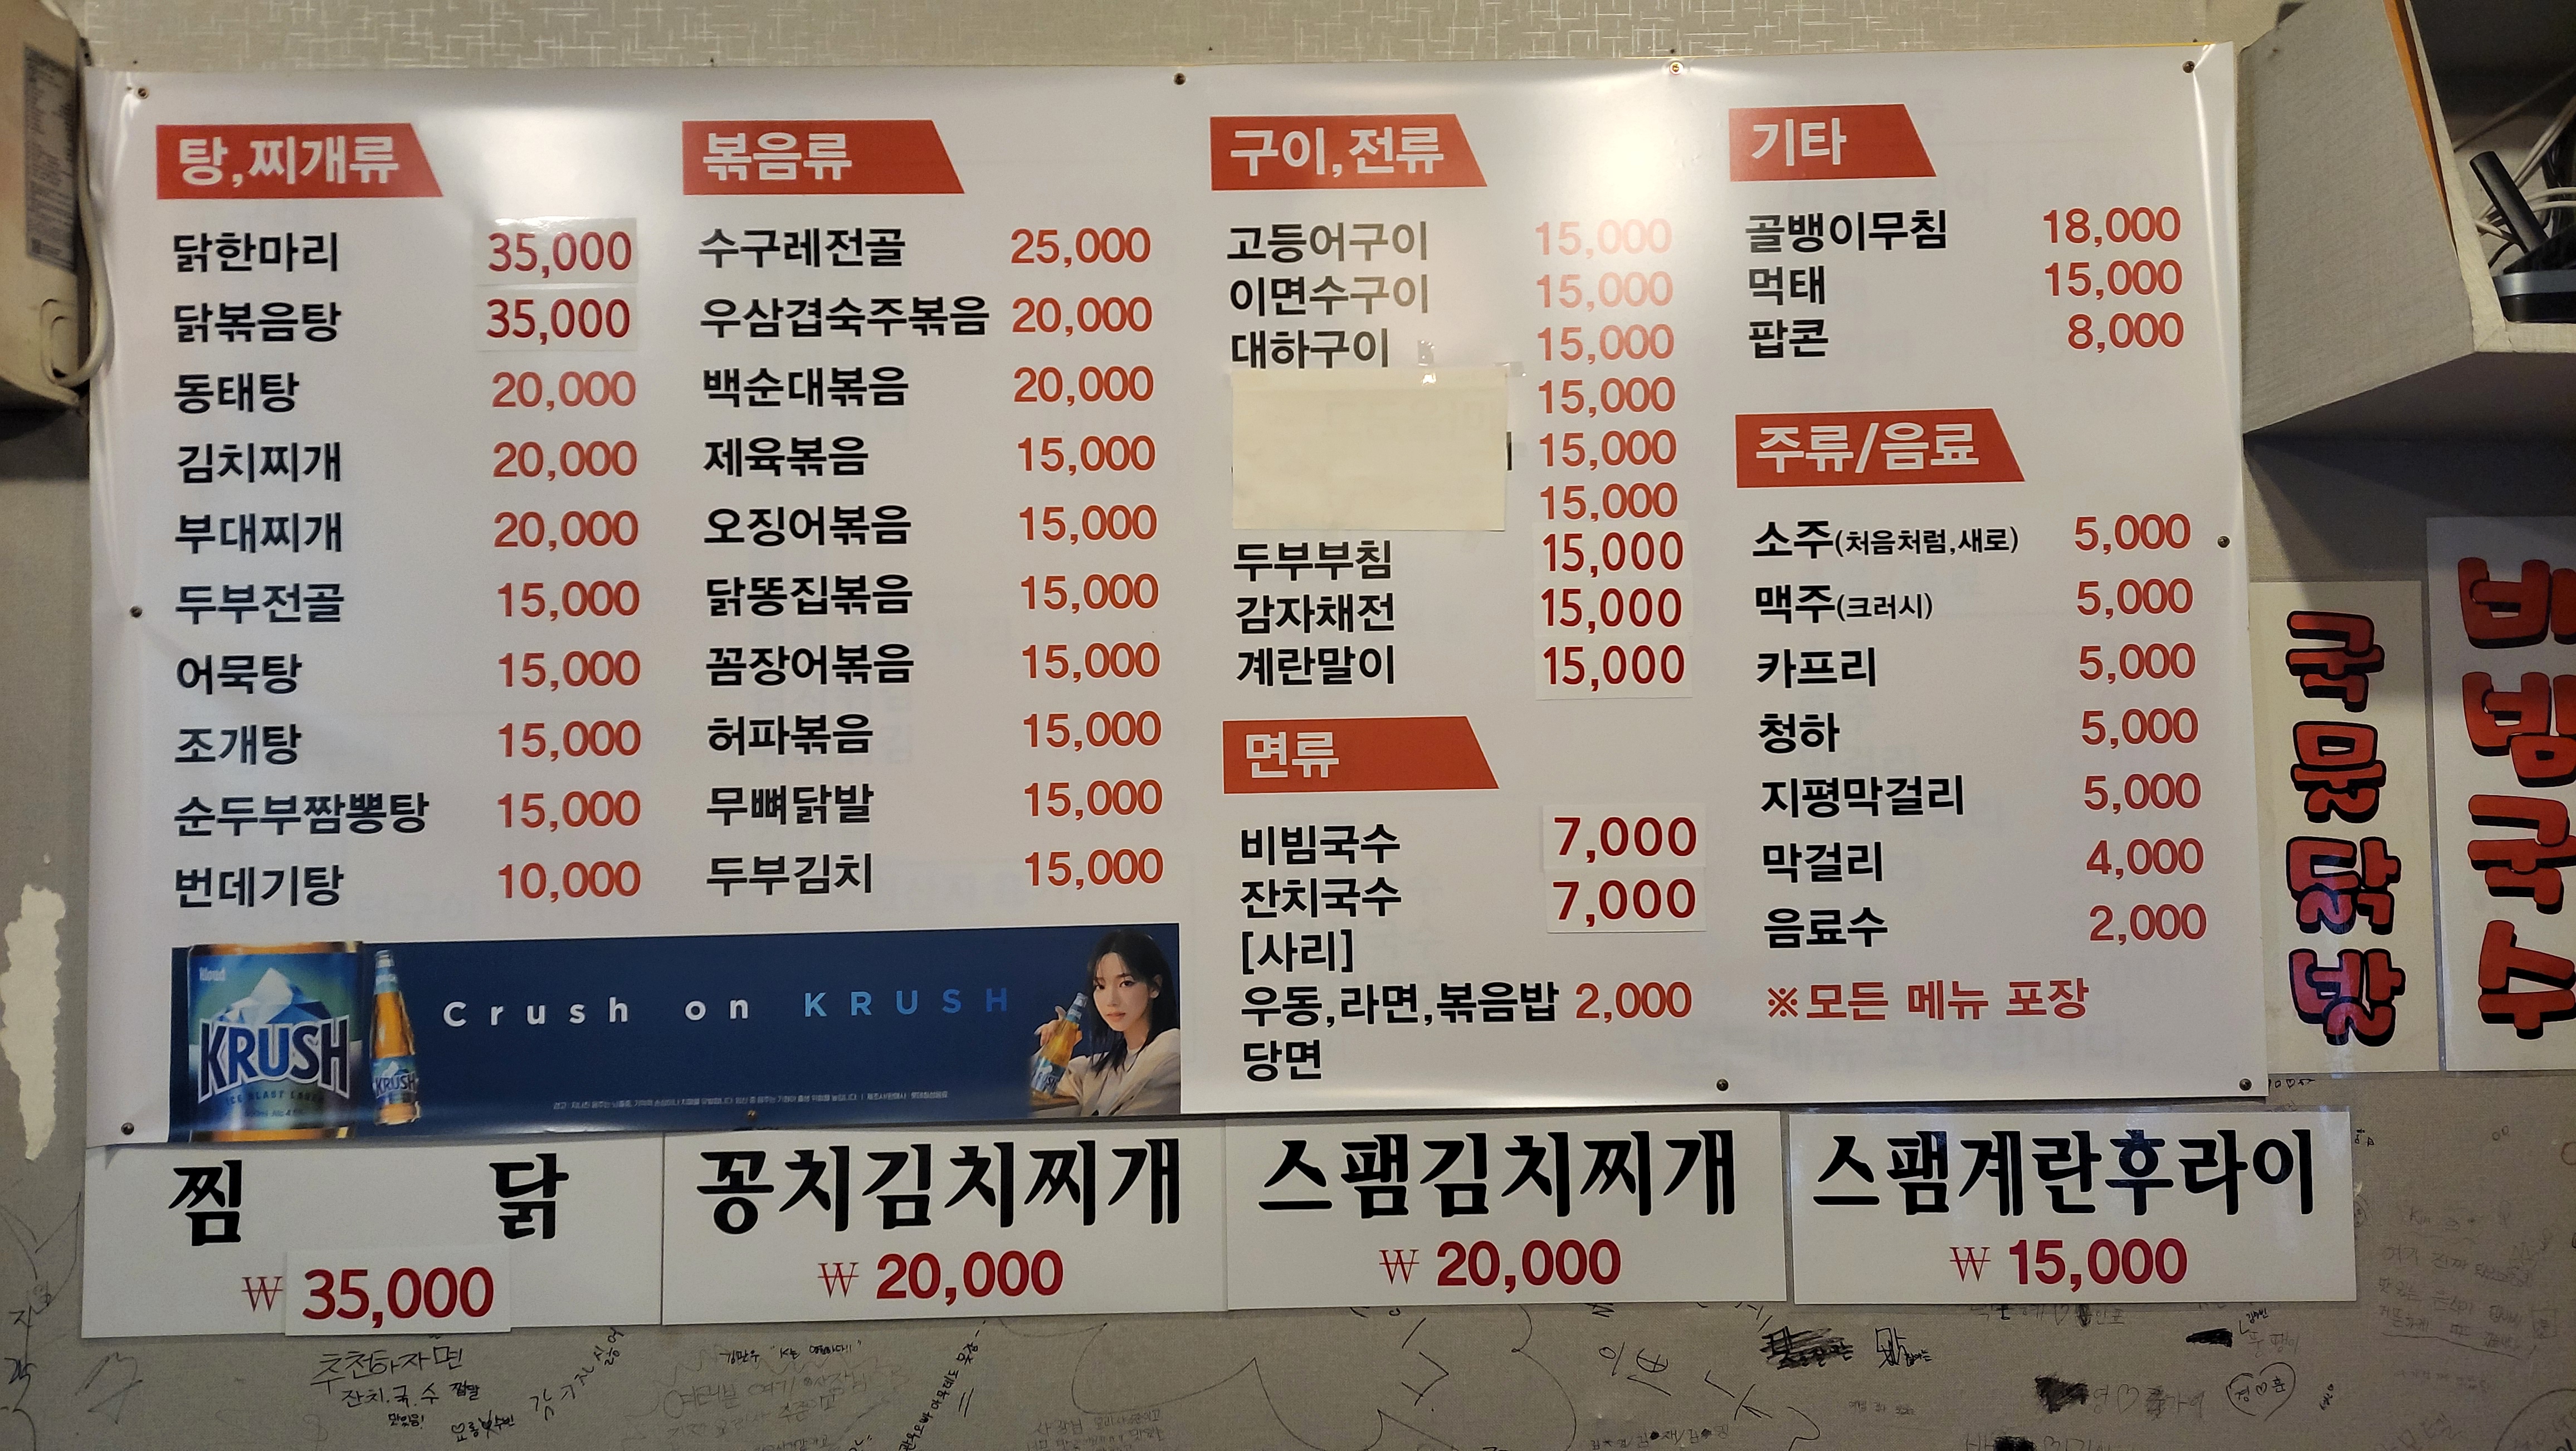 탕,찌개류
닭한마리 35,000
닭볶음탕 35,000
동태탕 20,000
김치찌개 20,000
부대찌개 20,000
두부전골 15,000
어묵탕 15,000
조개탕 15,000
순두부짬뽕탕 15,000
번데기탕 10,000
볶음류
수구레전골 25,000
우삼겹숙주볶음 20,000
백순대볶음 20,000
제육볶음 15,000
오징어볶음 15,000
닭똥집볶음 15,000
꼼장어볶음 15,000
허파볶음 15,000
무뼈닭발 15,000
두부김치 15,000
구이,전류
고등어구이 15,000
이면수구이 15,000
대하구이 15,000
15,000
15,000
15,000
두부부침 15,000
감자채전 15,000
계란말이 15,000
면류
비빔국수 7,000
잔치국수 7,000
[사리]
우동,라면,볶음밥 2,000
당면
기타
골뱅이무침 18,000
먹태 15,000
팝콘 8,000
주류/음료
소주(처음처럼,새로) 5,000
맥주(크러시) 5,000
카프리 5,000
청하 5,000
지평막걸리 5,000
막걸리 4,000
음료수 2,000
※모든 메뉴 포장
KRUSH
KRUSH
Crush on KRUSH
찜 닭
₩ 35,000
꽁치김치찌개
₩ 20,000
스팸김치찌개
₩ 20,000
스팸계란후라이
₩ 15,000
국물닭발
추천하자면
잔치.국.수